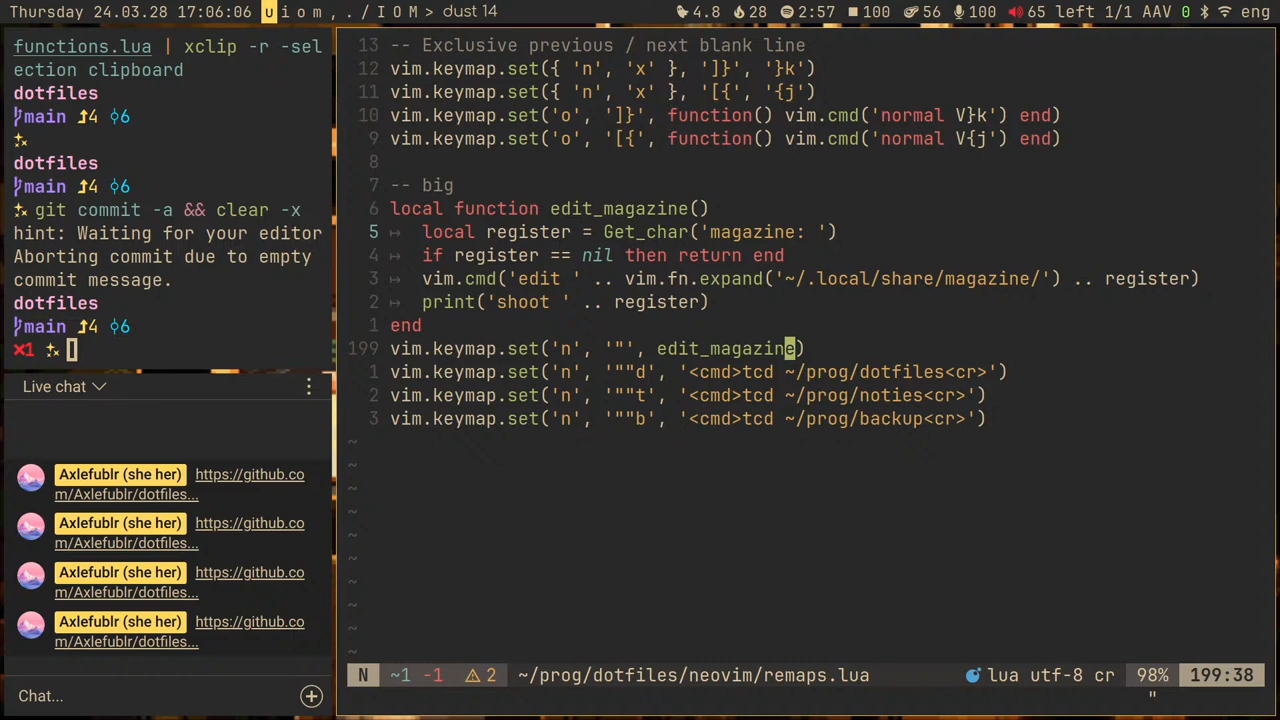 Thursday 24.03.28 17:06:06 u i o m , . / I O M > dust 14 4.8 28 2:57 100 56 100 65 left 1/1 AAV 0 eng
functions.lua | xclip -r -sel
ection clipboard
dotfiles
main 4 6
dotfiles
main 4 6
git commit -a && clear -x
hint: Waiting for your editor
Aborting commit due to empty
commit message.
dotfiles
main 4 6
×1
Live chat
Axlefublr (she her) https://github.co
m/Axlefublr/dotfiles...
Axlefublr (she her) https://github.co
m/Axlefublr/dotfiles...
Axlefublr (she her) https://github.co
m/Axlefublr/dotfiles...
Axlefublr (she her) https://github.co
m/Axlefublr/dotfiles...
Chat...
13 -- Exclusive previous / next blank line
12 vim.keymap.set({ 'n', 'x' }, ']}', '}k')
11 vim.keymap.set({ 'n', 'x' }, '[{', '{j')
10 vim.keymap.set('o', ']}', function() vim.cmd('normal V}k') end)
9 vim.keymap.set('o', '[{', function() vim.cmd('normal V{j') end)
8
7 -- big
6 local function edit_magazine()
5 local register = Get_char('magazine: ')
4 if register == nil then return end
3 vim.cmd('edit ' .. vim.fn.expand('~/.local/share/magazine/') .. register)
2 print('shoot ' .. register)
1 end
199 vim.keymap.set('n', '"', edit_magazine)
1 vim.keymap.set('n', '""d', '<cmd>tcd ~/prog/dotfiles<cr>')
2 vim.keymap.set('n', '""t', '<cmd>tcd ~/prog/noties<cr>')
3 vim.keymap.set('n', '""b', '<cmd>tcd ~/prog/backup<cr>')
~
~
~
~
~
~
~
~
~
~
N ~1 -1 2 ~/prog/dotfiles/neovim/remaps.lua lua utf-8 cr 98% 199:38
"